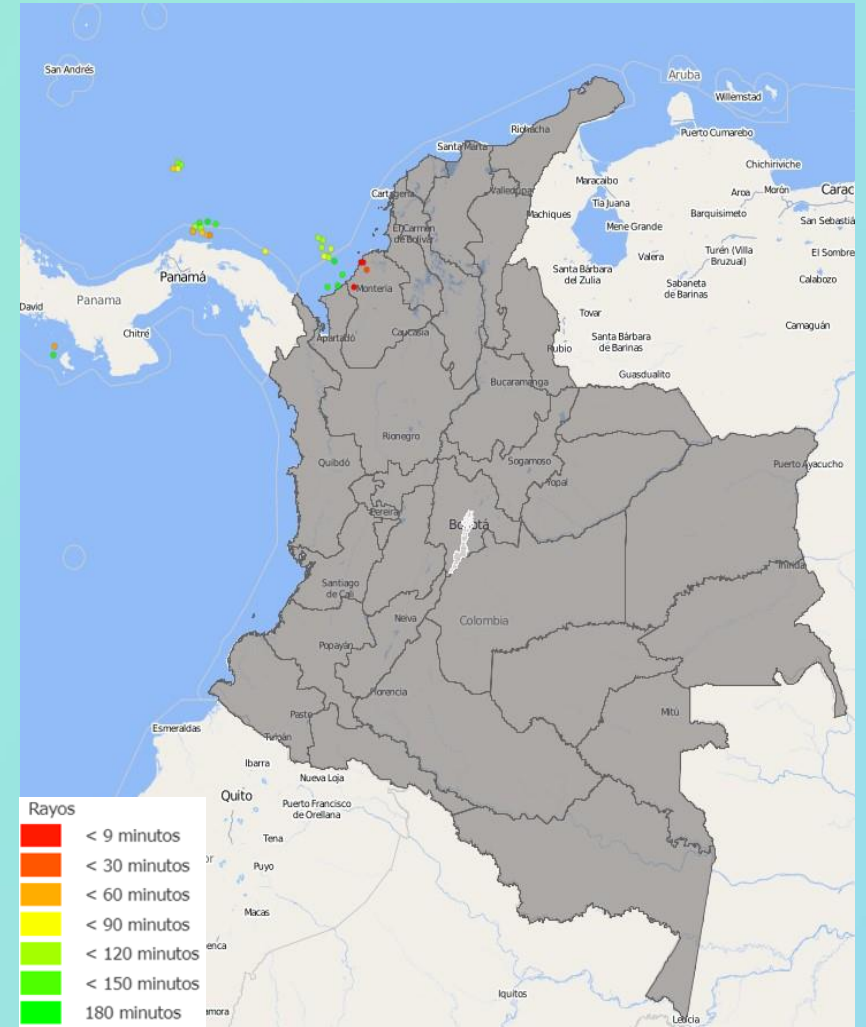 San Andrés
Aruba
Willemstad
Riohacha
Puerto Cumarebo
Santa Marta
Chichiriviche
Maracaibo
Cartagena
Valledupar
Aroa
Morón
Carac
Tía Juana
Machiques
Barquisimeto
Mene Grande
San Sebastiá
El Carmen
de Bolívar
Valera
Turén (Villa
Bruzual)
El Sombre
Panamá
Santa Bárbara
del Zulia
Sabaneta
de Barinas
Calabozo
Montería
Panama
David
Tovar
Camaguán
Chitré
Apartadó
Caucasia
Santa Bárbara
de Barinas
Rubio
Guasdualito
Bucaramanga
Rionegro
Quibdó
Sogamoso
Puerto Ayacucho
Yopal
Pereira
Bogotá
Inírida
Santiago
de Cali
Neiva
Colombia
Popayán
Florencia
Mitú
Pasto
Esmeraldas
Ibarra
Nueva Loja
Quito
Puerto Francisco
de Orellana
Rayos
< 9 minutos
Tena
< 30 minutos
Puyo
< 60 minutos
Macas
< 90 minutos
< 120 minutos
< 150 minutos
Iquitos
180 minutos
Leticia